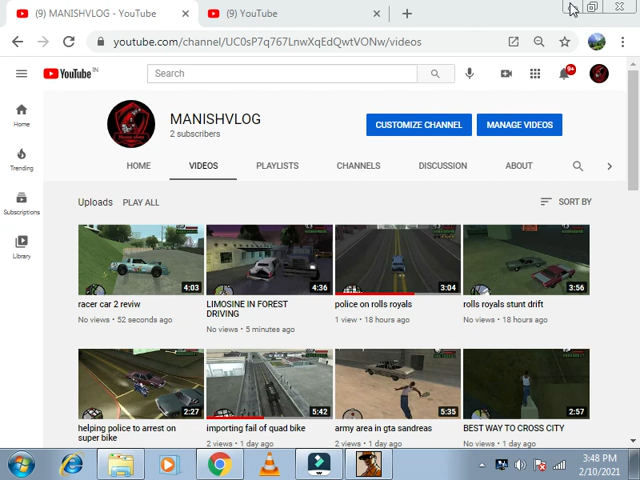 (9) MANISHVLOG - YouTube
(9) YouTube
youtube.com/channel/UC0sP7q767LnwXqEdQwtVONw/videos
YouTube IN
Search
9+
MANISHVLOG
2 subscribers
CUSTOMIZE CHANNEL
MANAGE VIDEOS
HOME
VIDEOS
PLAYLISTS
CHANNELS
DISCUSSION
ABOUT
Home
Trending
Subscriptions
Library
Uploads
PLAY ALL
SORT BY
4:03
4:36
3:04
3:56
racer car 2 reviw
No views • 52 seconds ago
LIMOSINE IN FOREST
DRIVING
No views • 5 minutes ago
police on rolls royals
1 view • 18 hours ago
rolls royals stunt drift
No views • 18 hours ago
2:27
5:42
5:35
2:57
helping police to arrest on
super bike
importing fail of quad bike
2 views • 1 day ago
army area in gta sandreas
2 views • 1 day ago
BEST WAY TO CROSS CITY
No views • 1 day ago
3:48 PM
2/10/2021